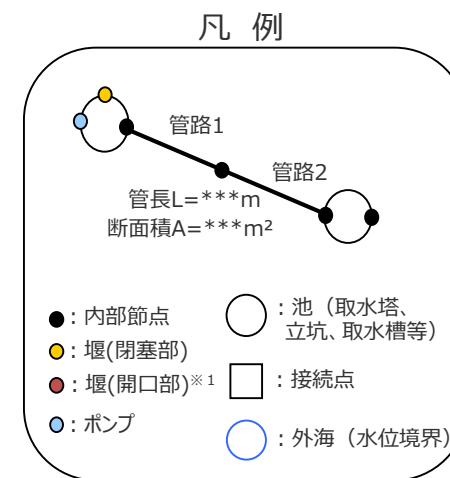 凡 例
管路1
管路2
管長L=***m
断面積A=***m²
●：内部節点
●：堰(閉塞部)
●：堰(開口部)※1
●：ポンプ
：池（取水塔、
立坑、取水槽等）
：接続点
：外海（水位境界）